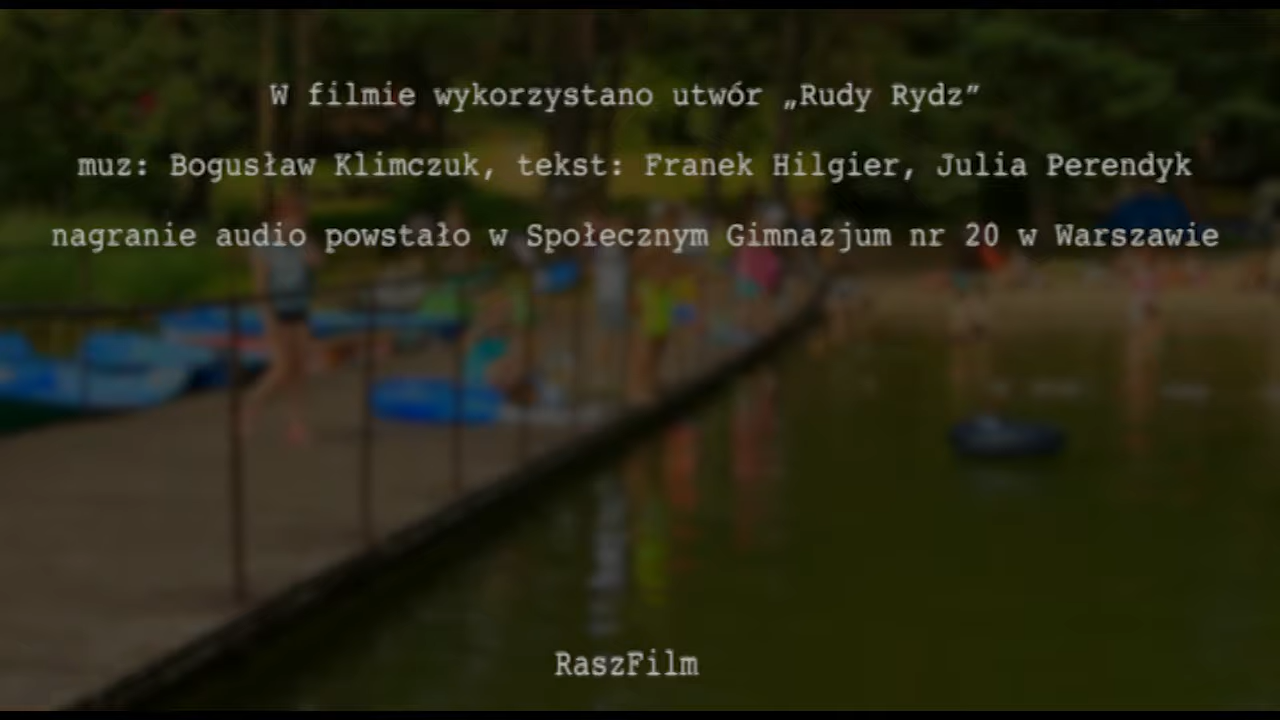 W filmie wykorzystano utwór „Rudy Rydz”
muz: Bogusław Klimczuk, tekst: Franek Hilgier, Julia Perendyk
nagranie audio powstało w Społecznym Gimnazjum nr 20 w Warszawie
RaszFilm